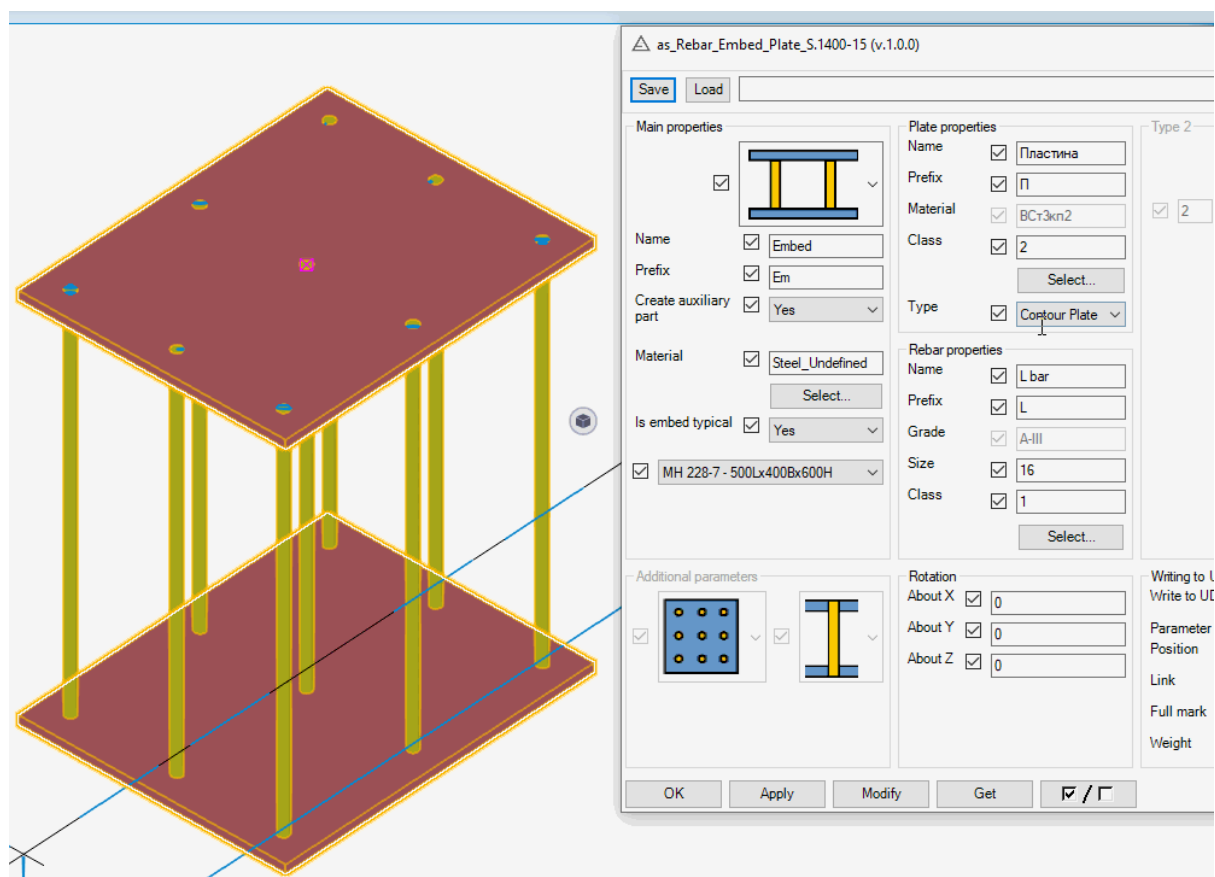 as_Rebar_Embed_Plate_S.1400-15 (v.1.0.0)
Save Load
Main properties
Name Embed
Prefix Em
Create auxiliary part Yes
Material Steel_Undefined
Select...
Is embed typical Yes
МН 228-7 - 500Lx400Bx600H
Plate properties
Name Пластина
Prefix П
Material ВСт3кп2
Class 2
Select...
Type Contour Plate
Rebar properties
Name L bar
Prefix L
Grade A-III
Size 16
Class 1
Select...
Type 2
2
Additional parameters
Rotation
About X 0
About Y 0
About Z 0
Writing to U
Write to UD
Parameter
Position
Link
Full mark
Weight
OK Apply Modify Get /